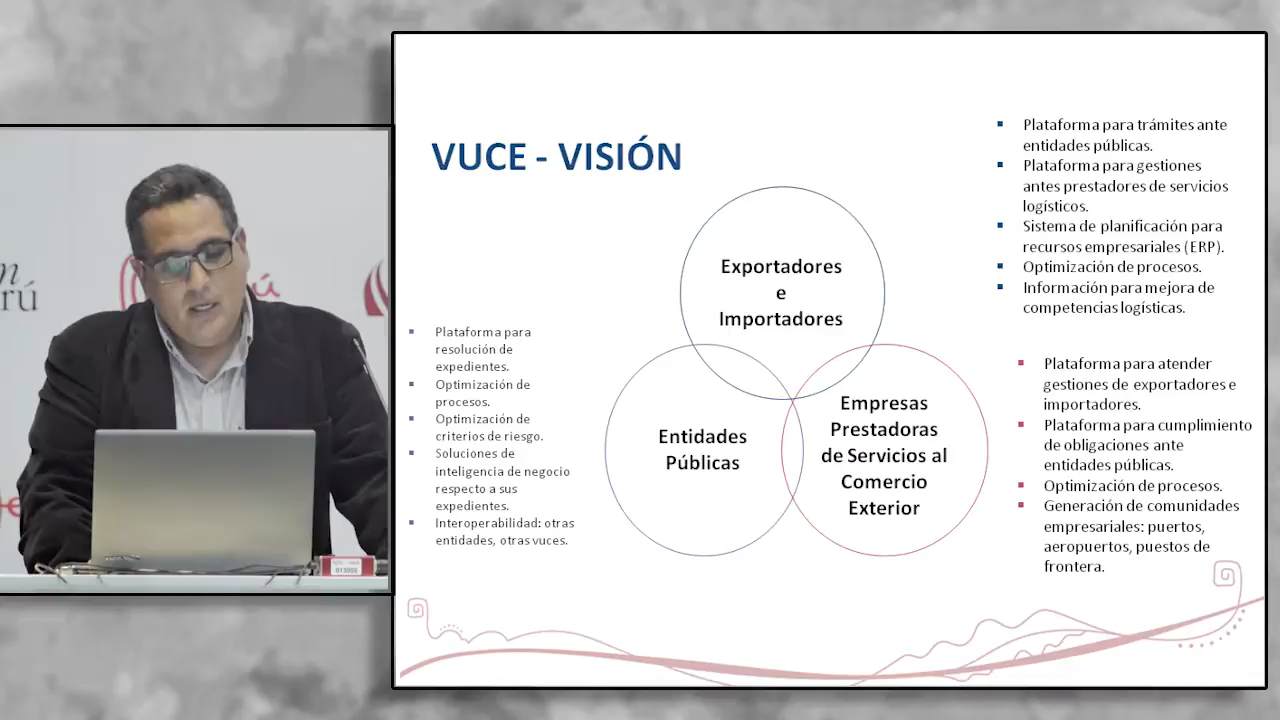 VUCE - VISIÓN
Exportadores
e
Importadores
Entidades
Públicas
Empresas
Prestadoras
de Servicios al
Comercio
Exterior
Plataforma para
resolución de
expedientes.
Optimización de
procesos.
Optimización de
criterios de riesgo.
Soluciones de
inteligencia de negocio
respecto a sus
expedientes.
Interoperabilidad: otras
entidades, otras vuces.
Plataforma para trámites ante
entidades públicas.
Plataforma para gestiones
antes prestadores de servicios
logísticos.
Sistema de planificación para
recursos empresariales (ERP).
Optimización de procesos.
Información para mejora de
competencias logísticas.
Plataforma para atender
gestiones de exportadores e
importadores.
Plataforma para cumplimiento
de obligaciones ante
entidades públicas.
Optimización de procesos.
Generación de comunidades
empresariales: puertos,
aeropuertos, puestos de
frontera.